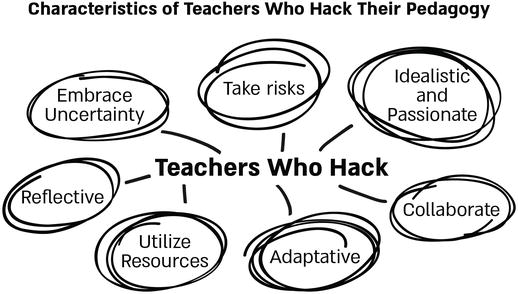 Characteristics of Teachers Who Hack Their Pedagogy
Embrace
Uncertainty
Take risks
Idealistic
and
Passionate
Teachers Who Hack
Reflective
Utilize
Resources
Adaptative
Collaborate